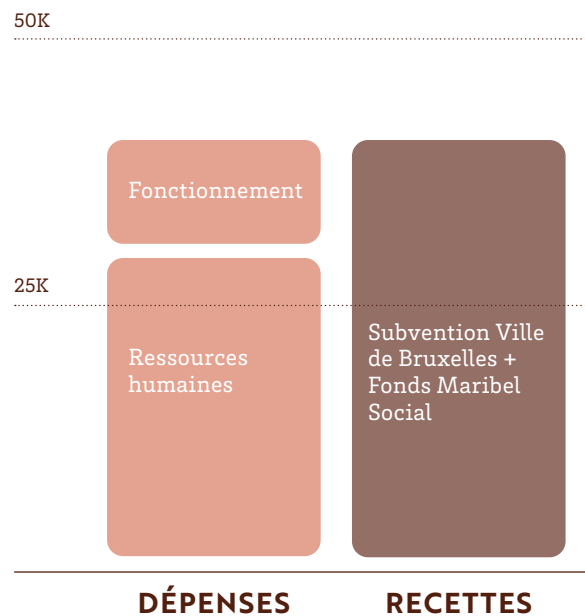 50K
Fonctionnement
25K
Ressources
humaines
Subvention Ville
de Bruxelles +
Fonds Maribel
Social
DÉPENSES
RECETTES